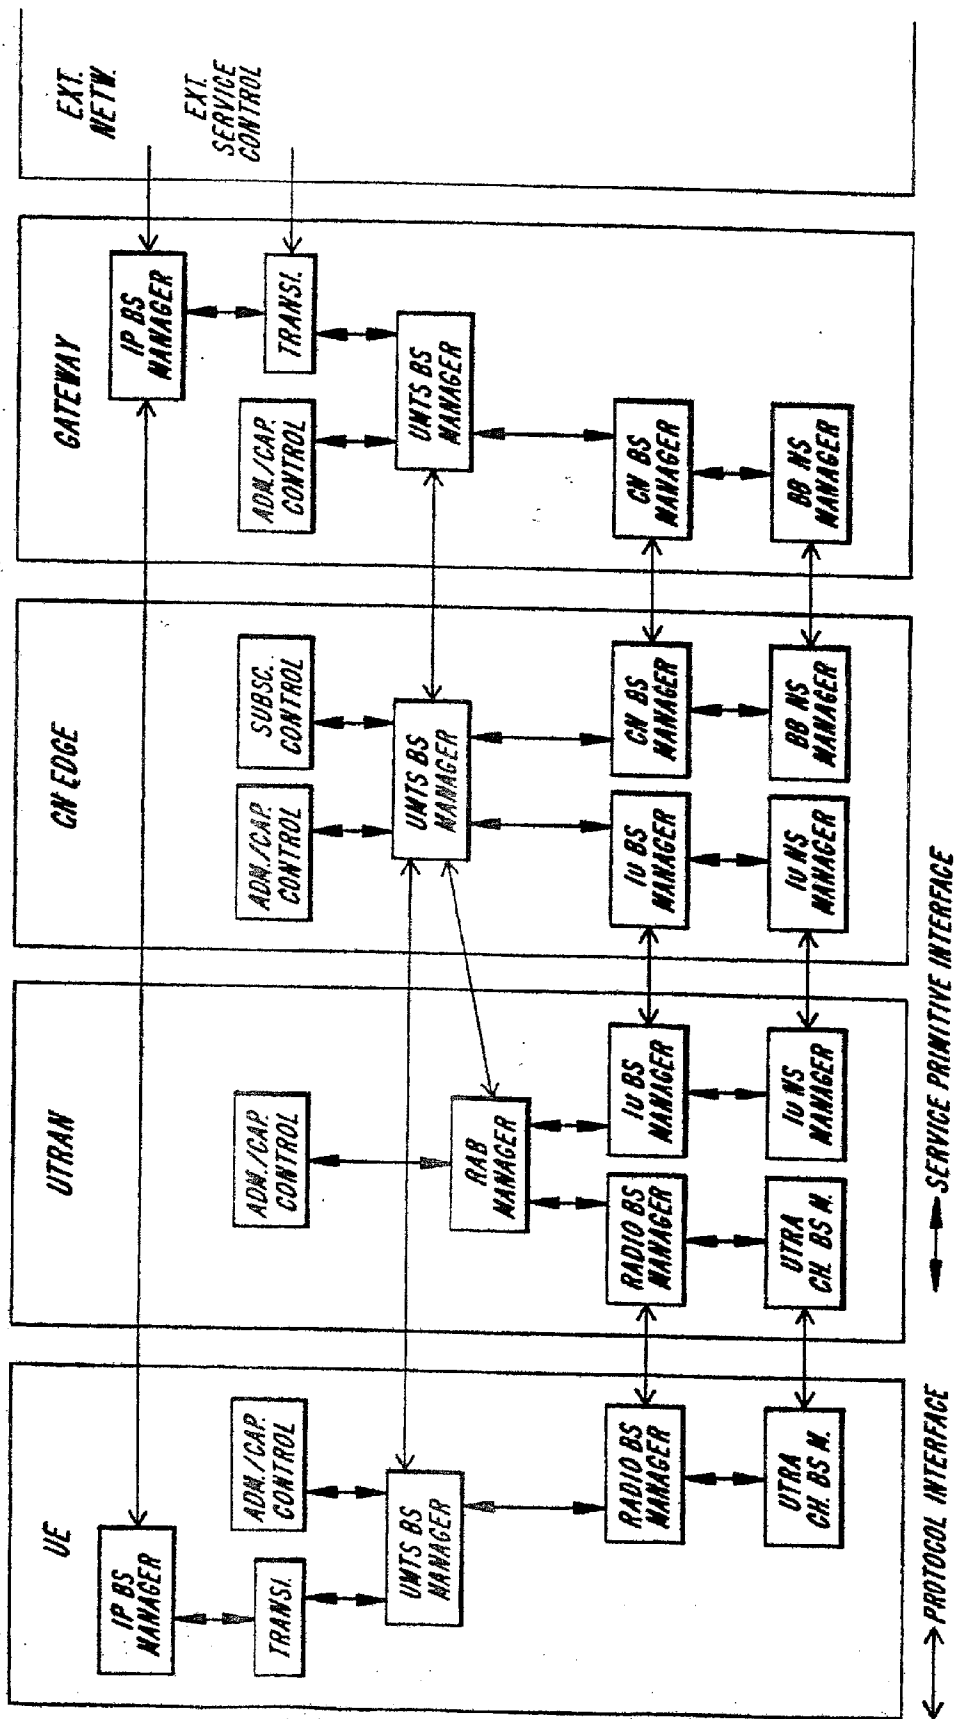 UE
IP BS
MANAGER
TRANSI.
ADM./CAP.
CONTROL
UMTS BS
MANAGER
RADIO BS
MANAGER
UTRA
CH. BS M.
UTRAN
ADM./CAP.
CONTROL
RAB
MANAGER
RADIO BS
MANAGER
IU BS
MANAGER
UTRA
CH. BS M.
IU NS
MANAGER
CN EDGE
ADM./CAP.
CONTROL
SUBSC.
CONTROL
UMTS BS
MANAGER
IU BS
MANAGER
CN BS
MANAGER
IU NS
MANAGER
BB NS
MANAGER
GATEWAY
IP BS
MANAGER
ADM./CAP.
CONTROL
TRANSI.
UMTS BS
MANAGER
CN BS
MANAGER
BB NS
MANAGER
EXT.
NETW.
EXT.
SERVICE
CONTROL
PROTOCOL INTERFACE
SERVICE PRIMITIVE INTERFACE